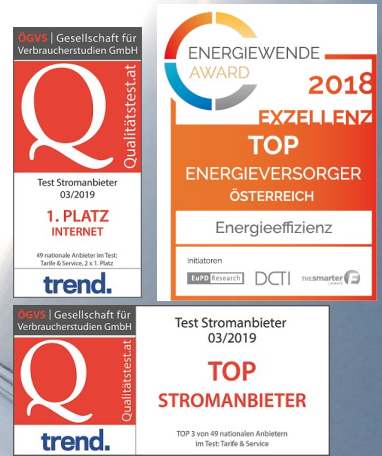 ÖGVS | Gesellschaft für
Verbraucherstudien GmbH
Q
Qualitätstest.at
Test Stromanbieter
03/2019
1. PLATZ
INTERNET
49 nationale Anbieter im Test:
Tarife & Service, 2 x 1. Platz
trend.
ENERGIEWENDE
AWARD
2018
EXZELLENZ
TOP
ENERGIEVERSORGER
ÖSTERREICH
Energieeffizienz
Initiatoren
EuPD Research
DCTI
THE smarter E
ÖGVS | Gesellschaft für
Verbraucherstudien GmbH
Q
Qualitätstest.at
trend.
Test Stromanbieter
03/2019
TOP
STROMANBIETER
TOP 3 von 49 nationalen Anbietern
im Test: Tarife & Service